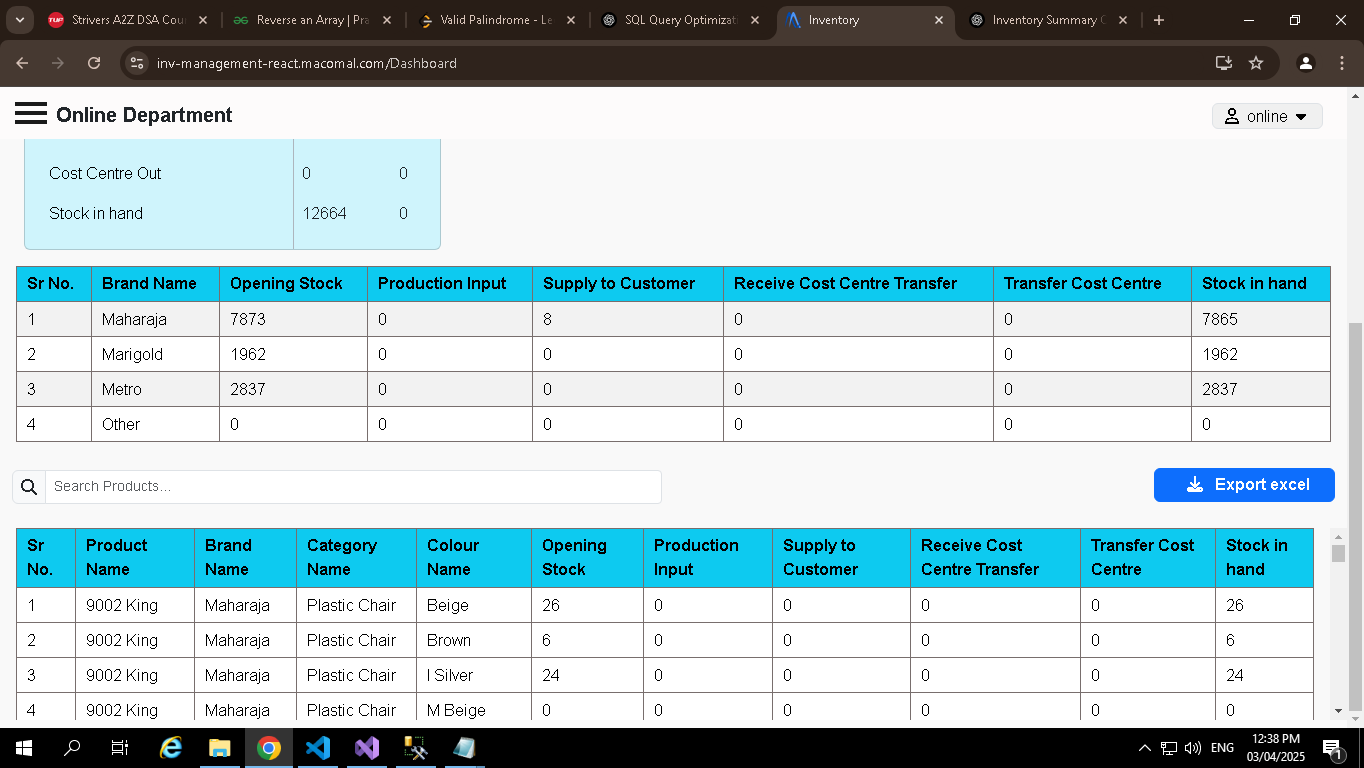 Strivers A2Z DSA Cou
Reverse an Array | Pra
Valid Palindrome - Le
SQL Query Optimizati
Inventory
Inventory Summary C
inv-management-react.macomal.com/Dashboard
Online Department
online
Cost Centre Out 0 0
Stock in hand 12664 0
Sr No. Brand Name Opening Stock Production Input Supply to Customer Receive Cost Centre Transfer Transfer Cost Centre Stock in hand
1 Maharaja 7873 0 8 0 0 7865
2 Marigold 1962 0 0 0 0 1962
3 Metro 2837 0 0 0 0 2837
4 Other 0 0 0 0 0 0
Search Products...
Export excel
Sr No. Product Name Brand Name Category Name Colour Name Opening Stock Production Input Supply to Customer Receive Cost Centre Transfer Transfer Cost Centre Stock in hand
1 9002 King Maharaja Plastic Chair Beige 26 0 0 0 0 26
2 9002 King Maharaja Plastic Chair Brown 6 0 0 0 0 6
3 9002 King Maharaja Plastic Chair I Silver 24 0 0 0 0 24
4 9002 King Maharaja Plastic Chair M Beige 0 0 0 0 0 0
ENG
12:38 PM
03/04/2025
1